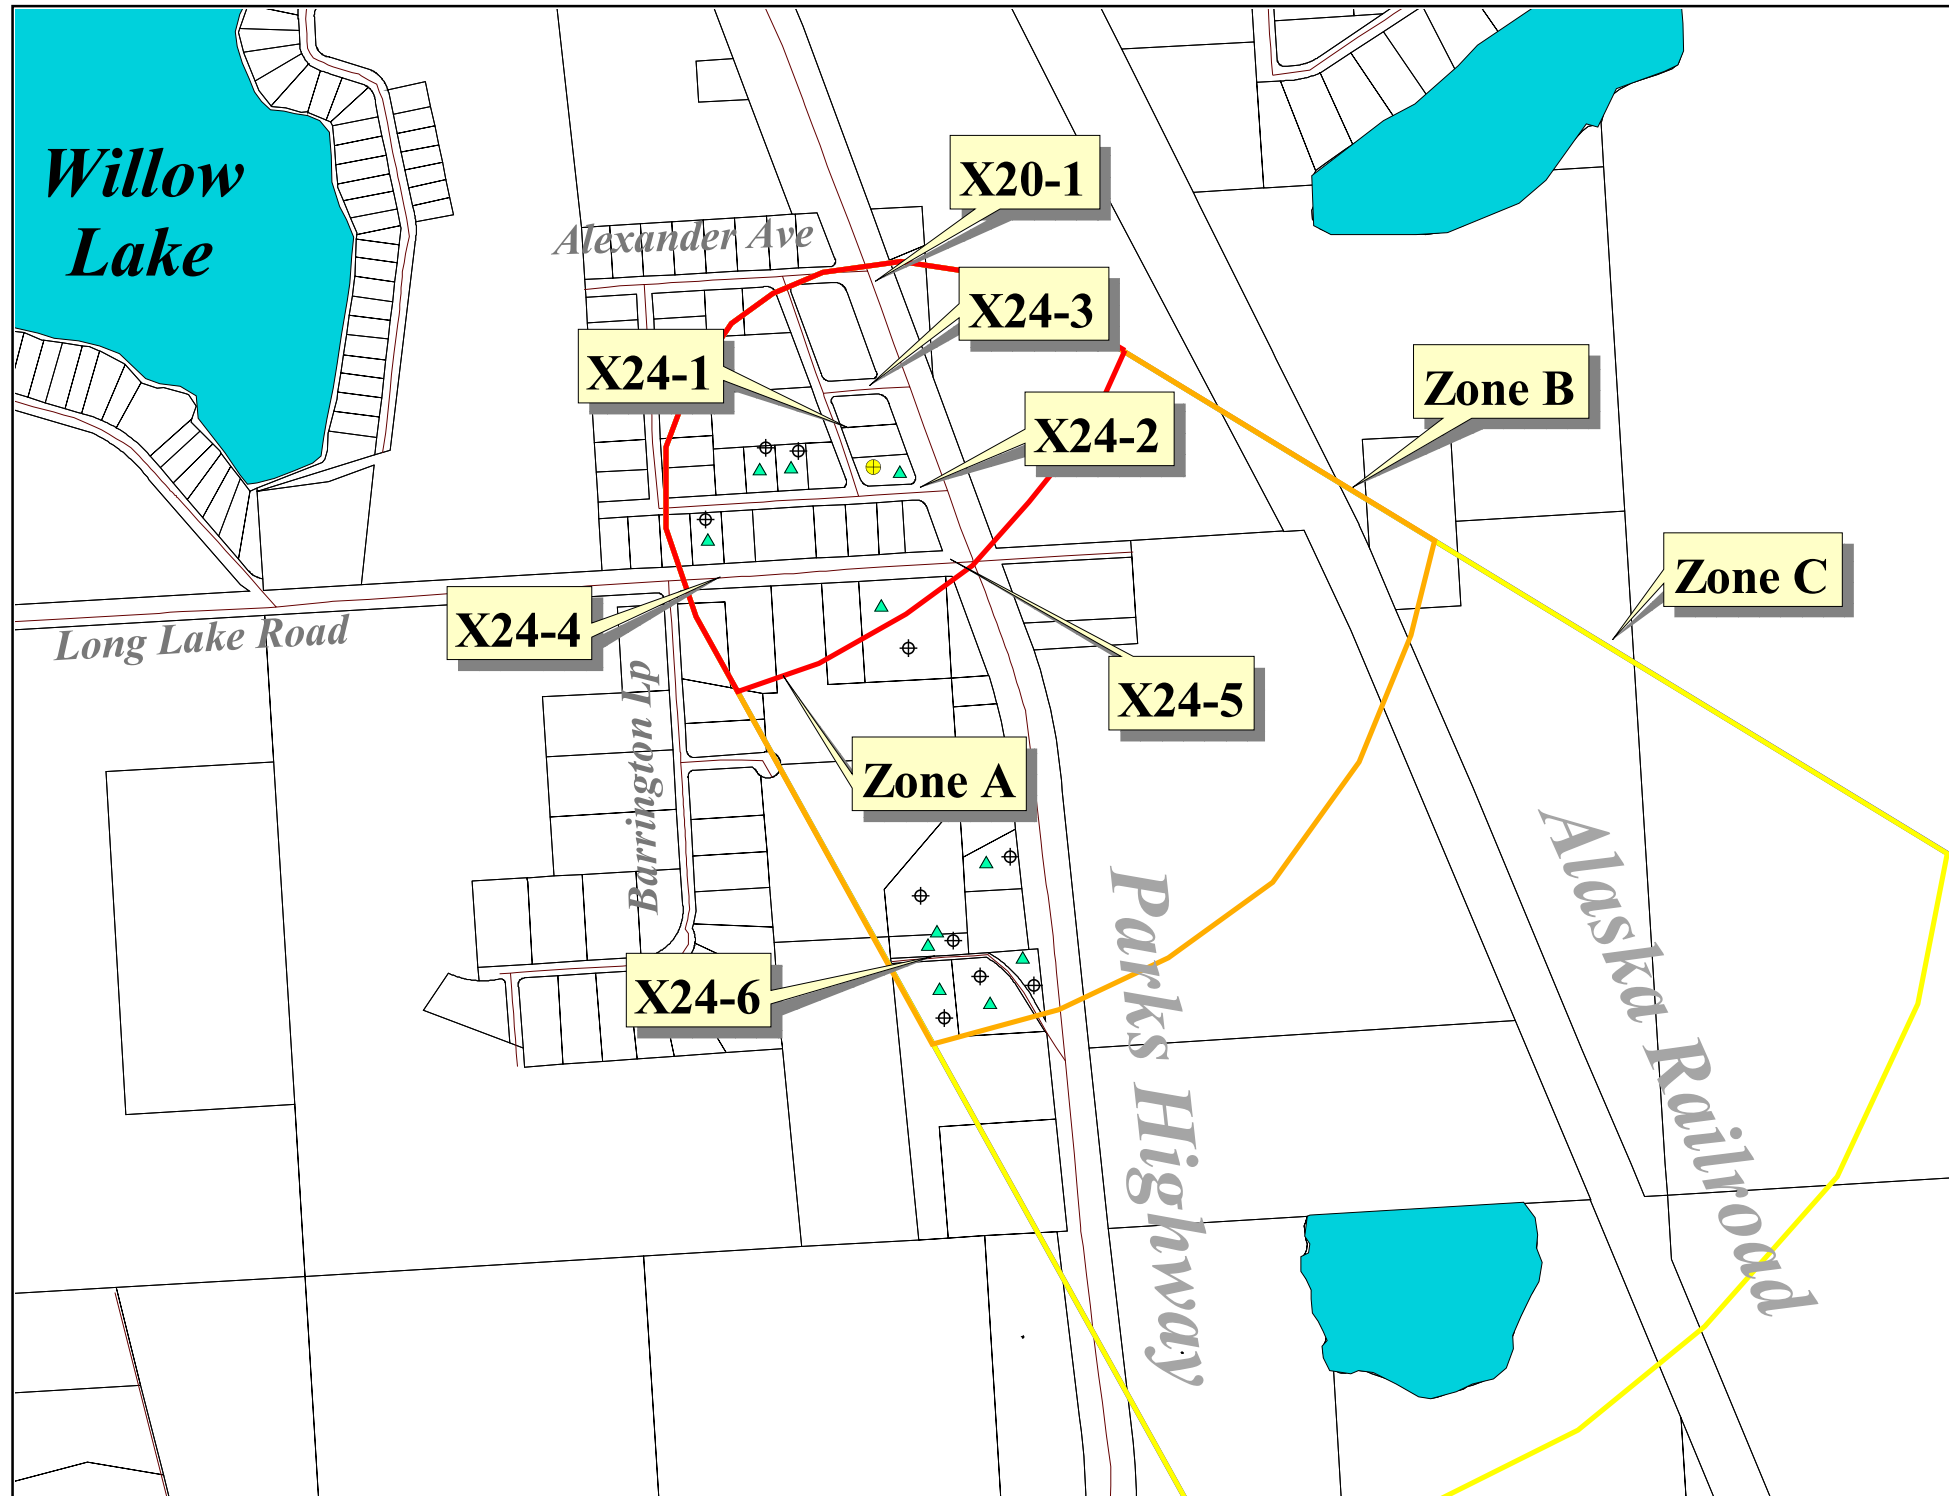 Willow
Lake
X20-1
Alexander Ave
X24-3
X24-1
Zone B
X24-2
Zone C
X24-4
Long Lake Road
X24-5
Barrington Lp
Zone A
Alaska Railroad
Parks Highway
X24-6